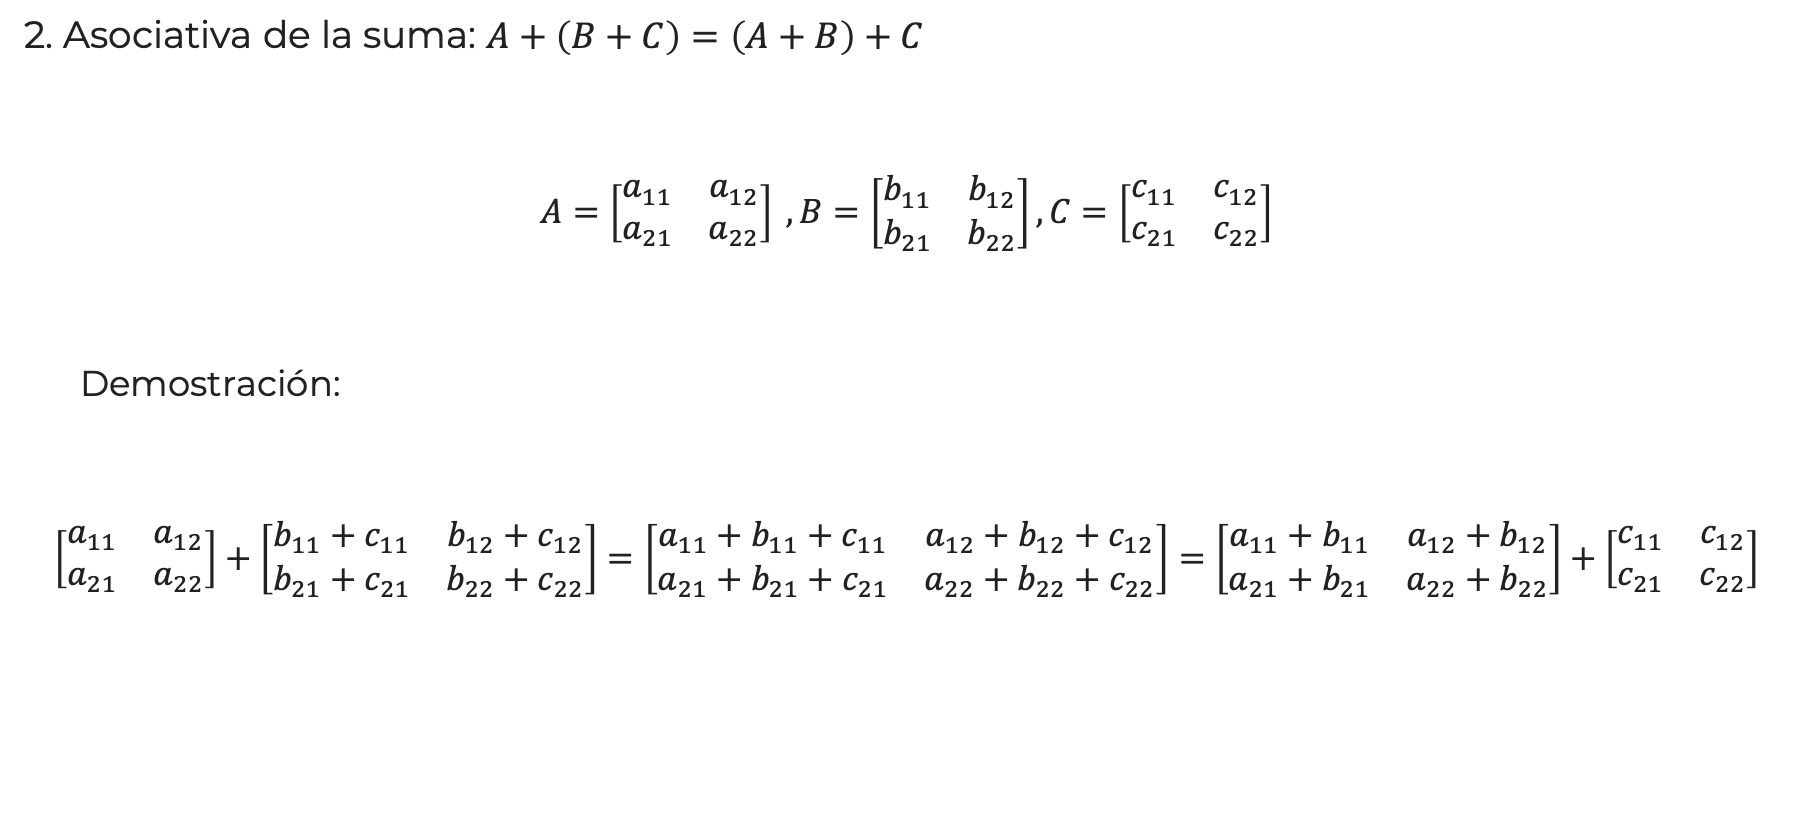 2. Asociativa de la suma: A + (B + C) = (A + B) + C
A = [a₁₁ a₁₂; a₂₁ a₂₂], B = [b₁₁ b₁₂; b₂₁ b₂₂], C = [c₁₁ c₁₂; c₂₁ c₂₂]
Demostración:
[a₁₁ a₁₂; a₂₁ a₂₂] + [b₁₁ + c₁₁ b₁₂ + c₁₂; b₂₁ + c₂₁ b₂₂ + c₂₂] = [a₁₁ + b₁₁ + c₁₁ a₁₂ + b₁₂ + c₁₂; a₂₁ + b₂₁ + c₂₁ a₂₂ + b₂₂ + c₂₂] = [a₁₁ + b₁₁ a₁₂ + b₁₂; a₂₁ + b₂₁ a₂₂ + b₂₂] + [c₁₁ c₁₂; c₂₁ c₂₂]